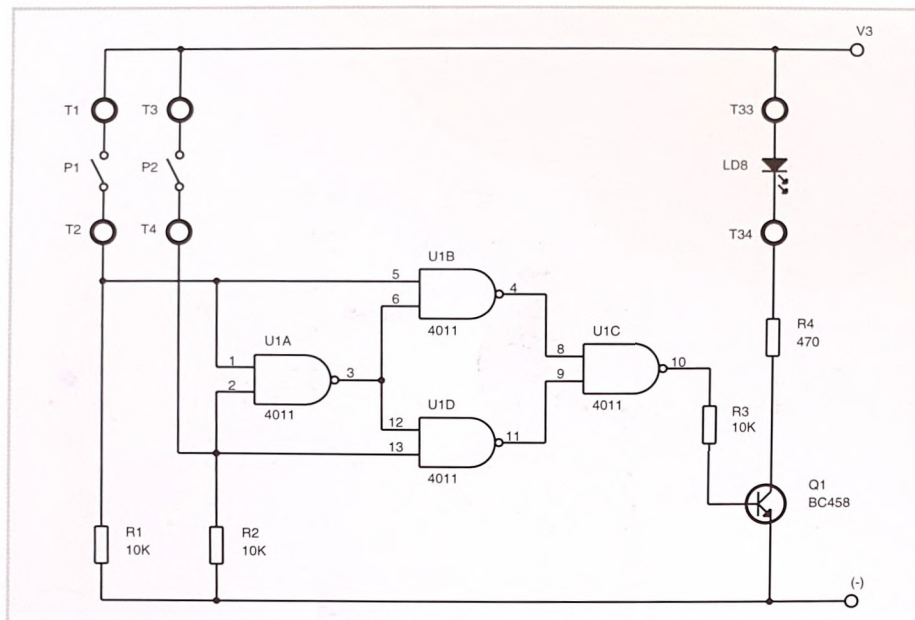 V3
T1
T3
T33
P1
P2
LD8
T2
T4
T34
U1B
5
4
6
4011
R4
470
U1A
U1C
1
3
8
10
2
9
4011
4011
U1D
12
11
13
4011
R3
10K
Q1
BC458
R1
10K
R2
10K
(-)